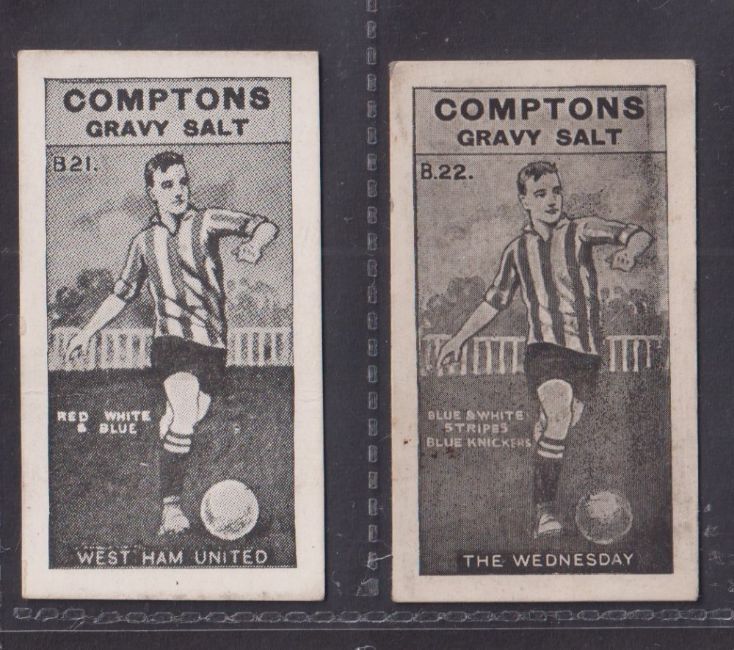 COMPTONS
GRAVY SALT
B21.
RED WHITE
& BLUE
WEST HAM UNITED
COMPTONS
GRAVY SALT
B.22.
BLUE & WHITE
STRIPES
BLUE KNICKERS
THE WEDNESDAY